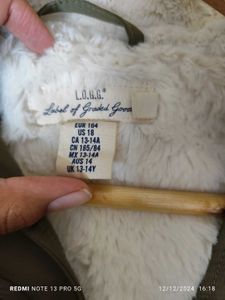 L.O.G.G.®
Label of Graded Goods
EUR 164
US 18
CA 13-14A
CN 165/84
MX 13-14A
AUS 14
UK 13-14Y
REDMI NOTE 13 PRO 5G
12/12/2024 16:18